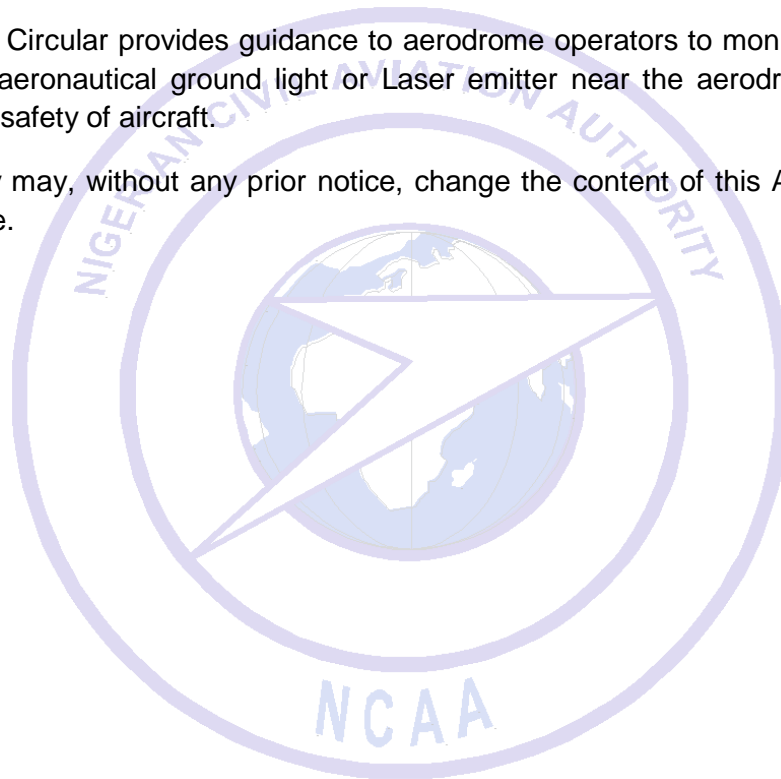 Circular provides guidance to aerodrome operators to mon
aeronautical ground light or Laser emitter near the aerodr
safety of aircraft.
may, without any prior notice, change the content of this A
e.
NIGERIAN CIVIL AVIATION AUTHORITY
NCAA